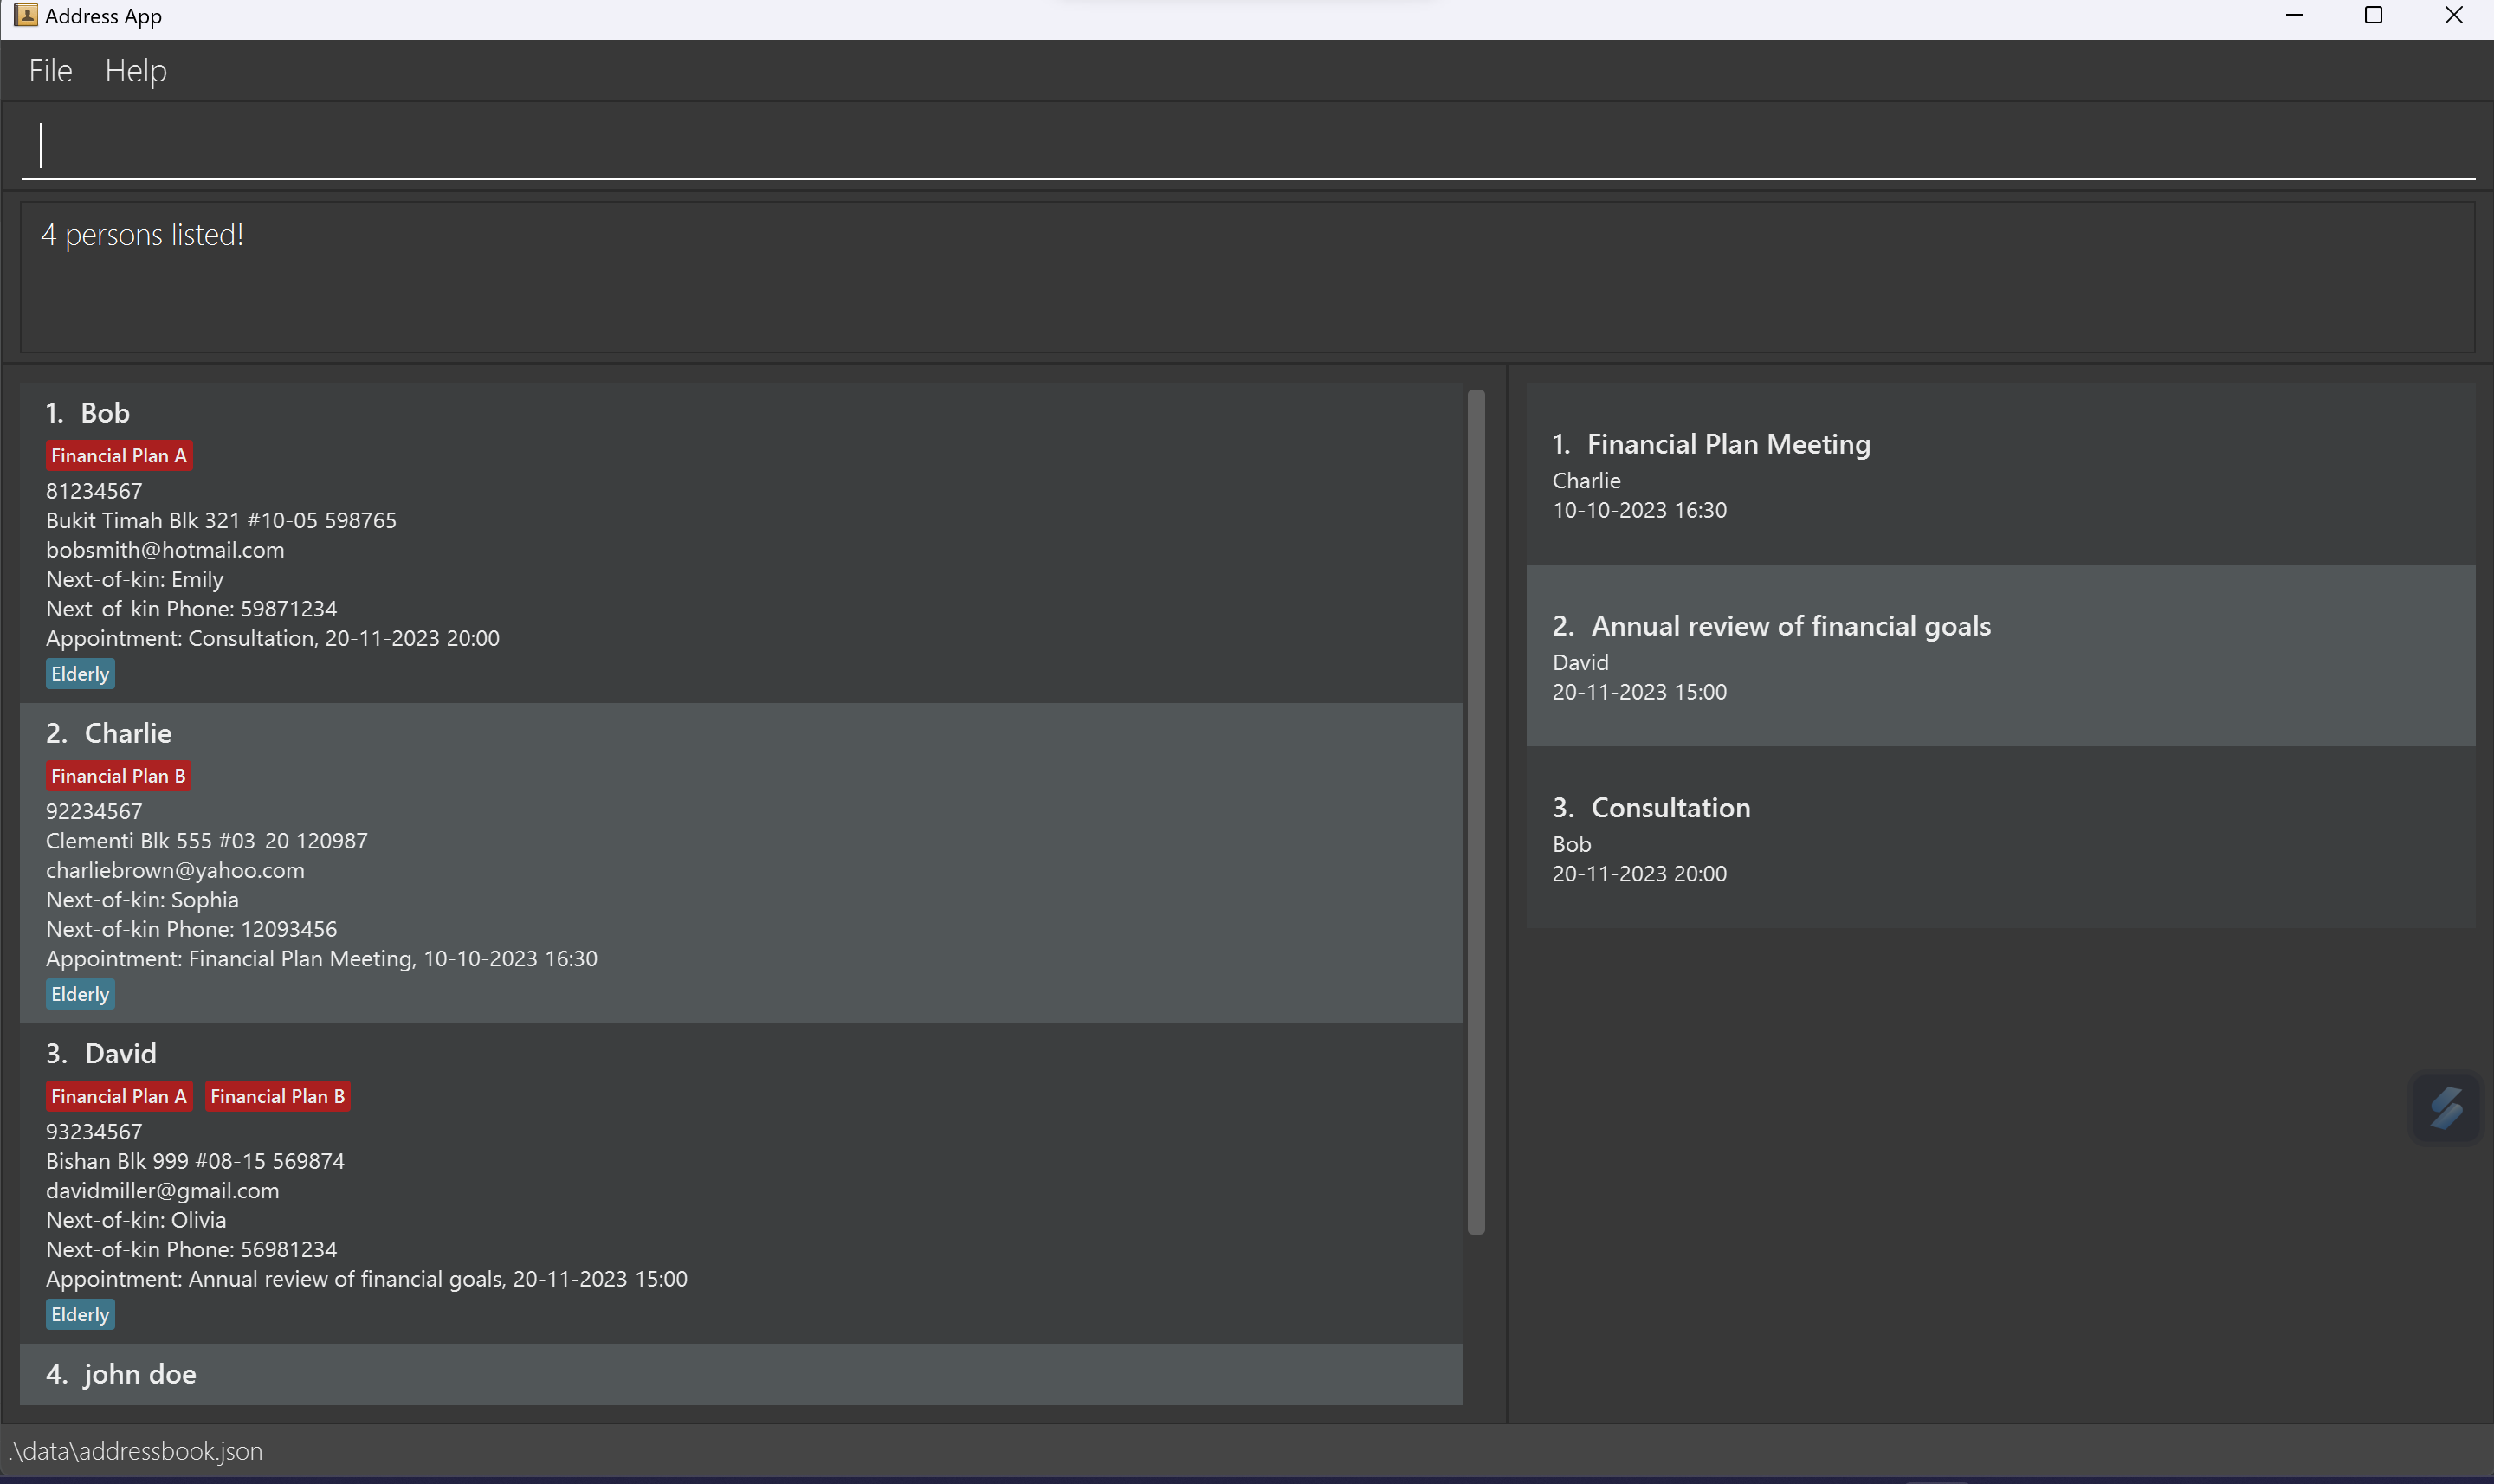 Address App
File Help
4 persons listed!
1. Bob
Financial Plan A
81234567
Bukit Timah Blk 321 #10-05 598765
bobsmith@hotmail.com
Next-of-kin: Emily
Next-of-kin Phone: 59871234
Appointment: Consultation, 20-11-2023 20:00
Elderly
2. Charlie
Financial Plan B
92234567
Clementi Blk 555 #03-20 120987
charliebrown@yahoo.com
Next-of-kin: Sophia
Next-of-kin Phone: 12093456
Appointment: Financial Plan Meeting, 10-10-2023 16:30
Elderly
3. David
Financial Plan A Financial Plan B
93234567
Bishan Blk 999 #08-15 569874
davidmiller@gmail.com
Next-of-kin: Olivia
Next-of-kin Phone: 56981234
Appointment: Annual review of financial goals, 20-11-2023 15:00
Elderly
4. john doe
1. Financial Plan Meeting
Charlie
10-10-2023 16:30
2. Annual review of financial goals
David
20-11-2023 15:00
3. Consultation
Bob
20-11-2023 20:00
.\data\addressbook.json